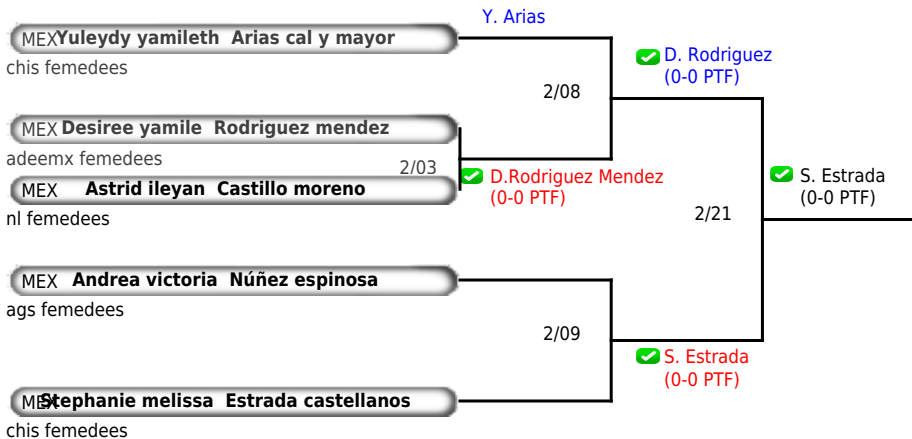 Y. Arias
MEX Yuleydy yamileth Arias cal y mayor
chis femedees
D. Rodriguez
(0-0 PTF)
2/08
MEX Desiree yamile Rodriguez mendez
adeemx femedees
2/03
D.Rodriguez Mendez
(0-0 PTF)
MEX Astrid ileyan Castillo moreno
nl femedees
S. Estrada
(0-0 PTF)
2/21
MEX Andrea victoria Núñez espinosa
ags femedees
2/09
S. Estrada
(0-0 PTF)
MEX Stephanie melissa Estrada castellanos
chis femedees